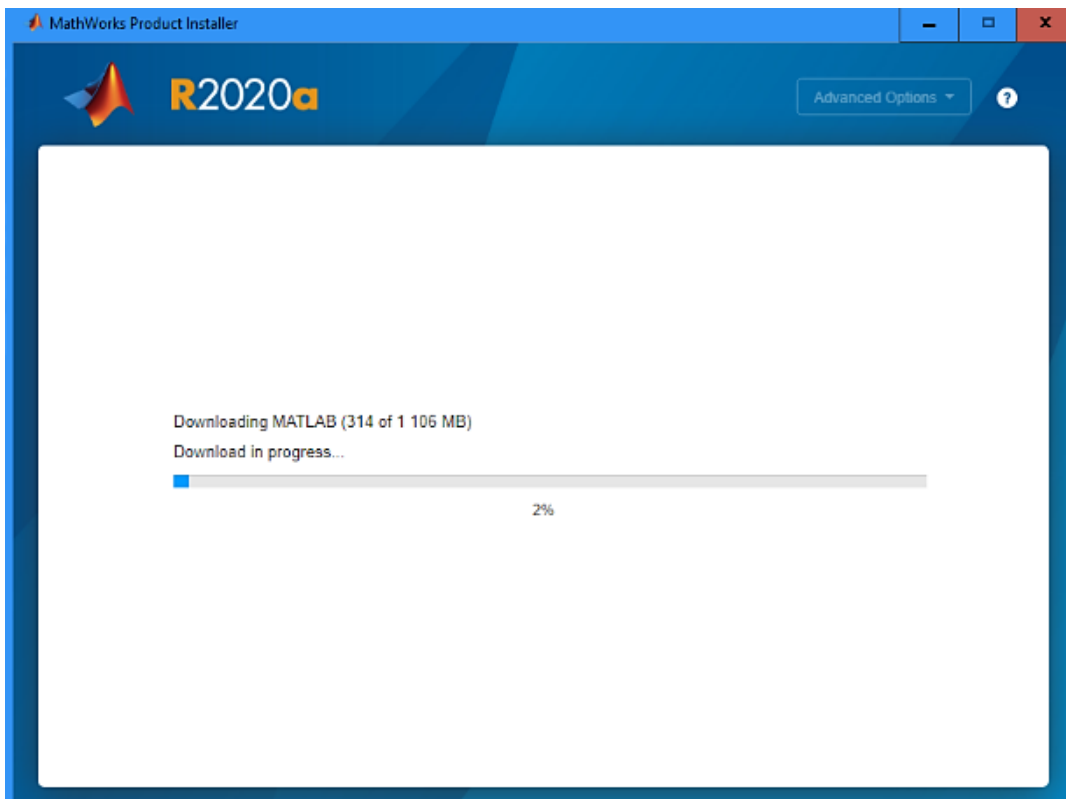 MathWorks Product Installer
R2020a
Advanced Options
?
Downloading MATLAB (314 of 1 106 MB)
Download in progress...
2%